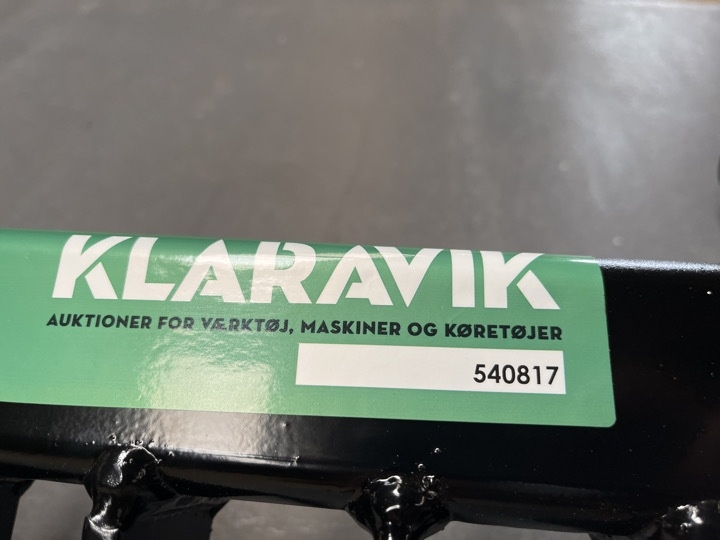 KLARAVIK
AUKTIONER FOR VÆRKTØJ, MASKINER OG KØRETØJER
540817